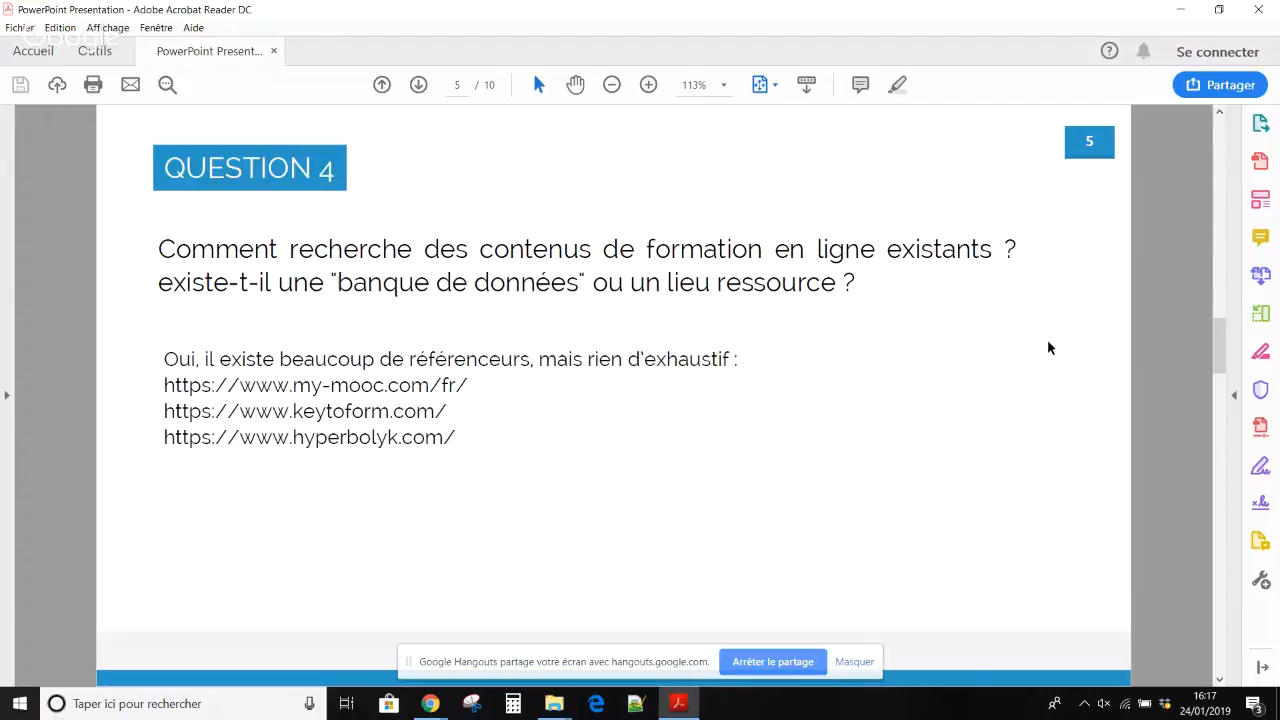 PowerPoint Presentation - Adobe Acrobat Reader DC
Fichier Edition Affichage Fenêtre Aide
Google
Accueil Outils PowerPoint Present... × Se connecter
5 / 10 113% Partager
5
QUESTION 4
Comment recherche des contenus de formation en ligne existants ?
existe-t-il une "banque de données" ou un lieu ressource ?
Oui, il existe beaucoup de référenceurs, mais rien d'exhaustif :
https://www.my-mooc.com/fr/
https://www.keytoform.com/
https://www.hyperbolyk.com/
Google Hangouts partage votre écran avec hangouts.google.com. Arrêter le partage Masquer
Taper ici pour rechercher
16:17
24/01/2019
3